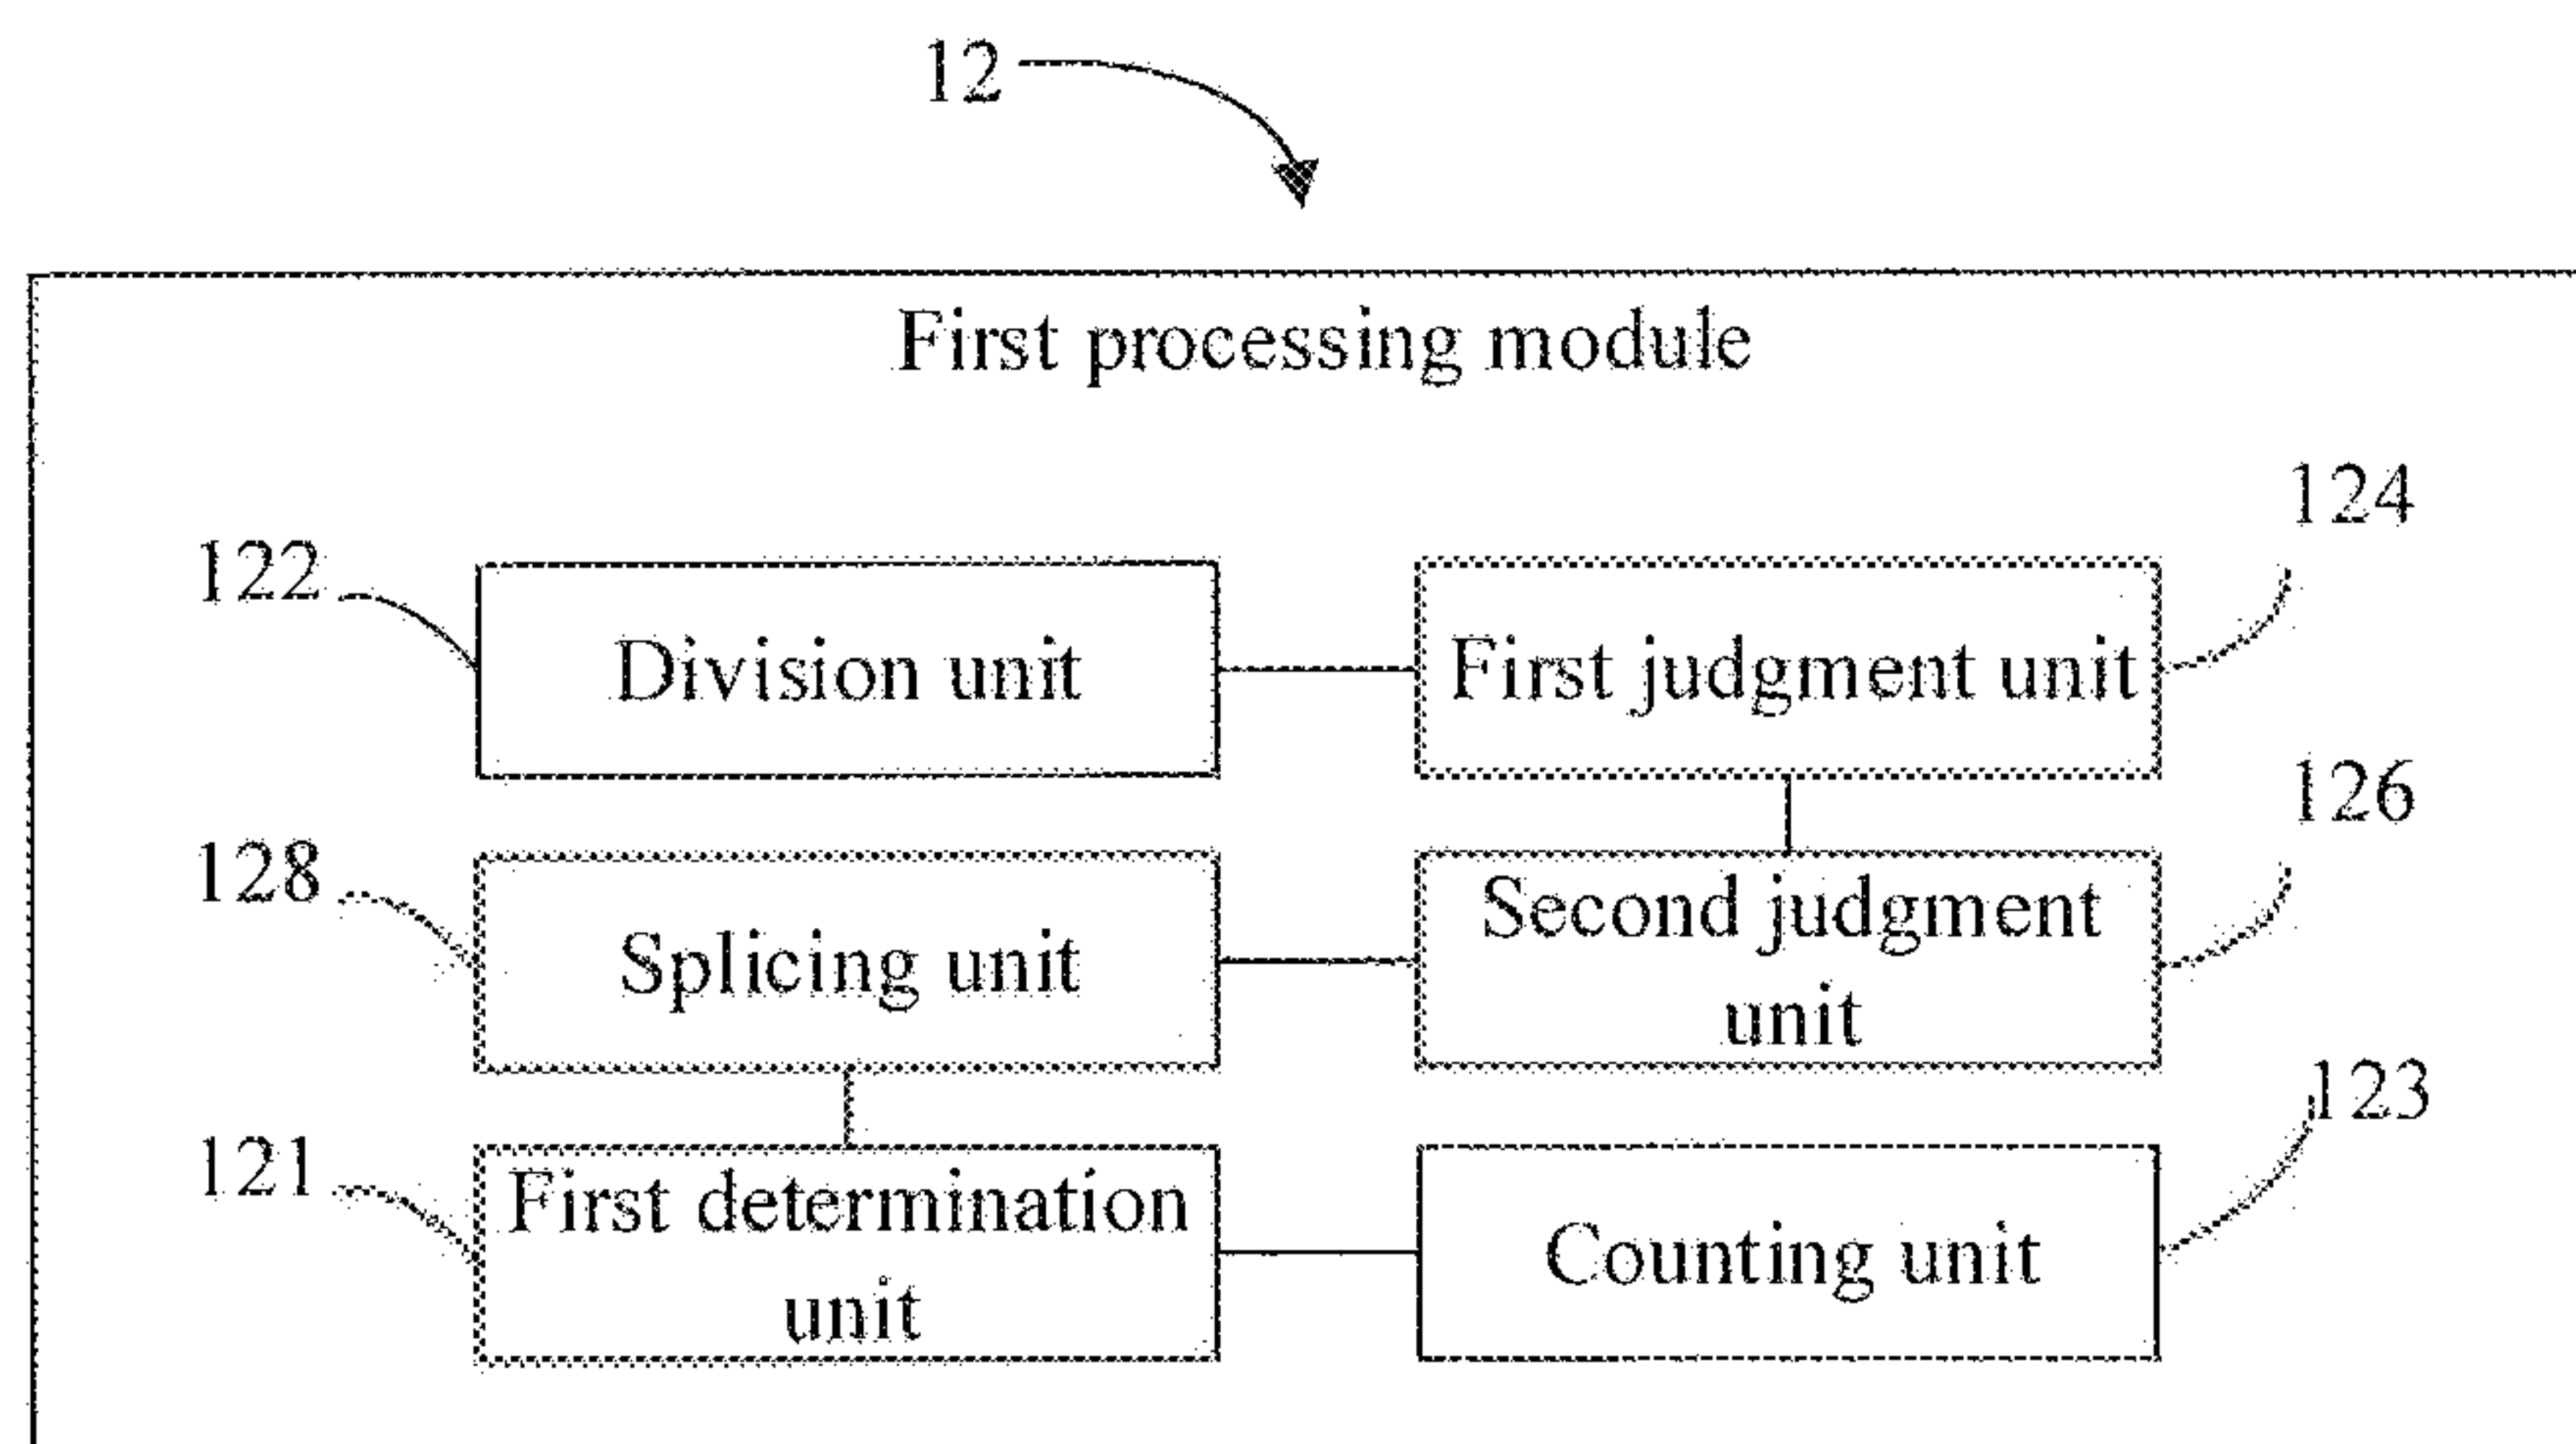 12
First processing module
124
122
Division unit
First judgment unit
126
128
Splicing unit
Second judgment
unit
123
121
First determination
unit
Counting unit